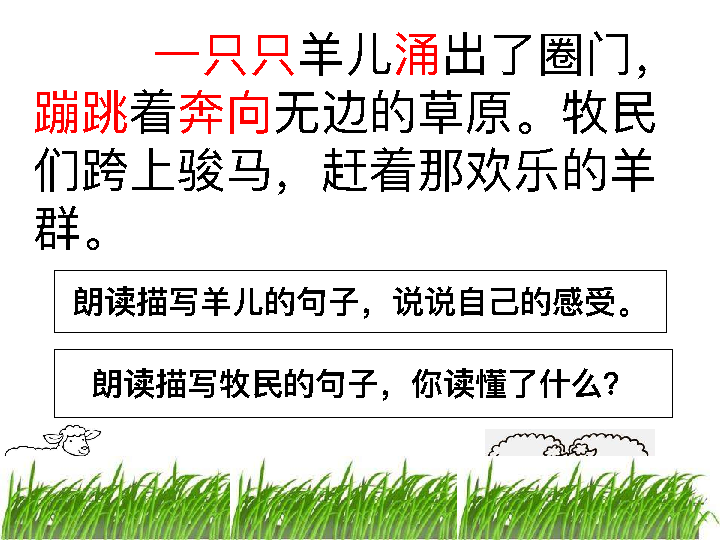 一只只羊儿涌出了圈门，
蹦跳着奔向无边的草原。牧民
们跨上骏马，赶着那欢乐的羊
群。
朗读描写羊儿的句子，说说自己的感受。
朗读描写牧民的句子，你读懂了什么？